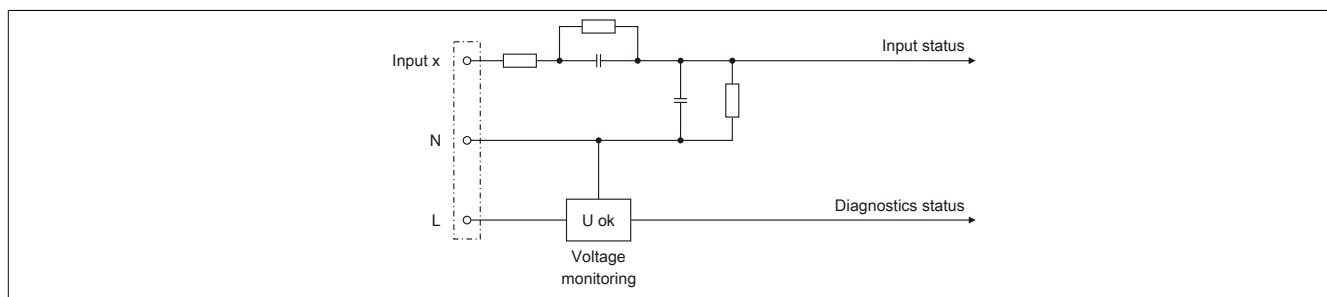 Input status
Input x
N
L
U ok
Diagnostics status
Voltage
monitoring